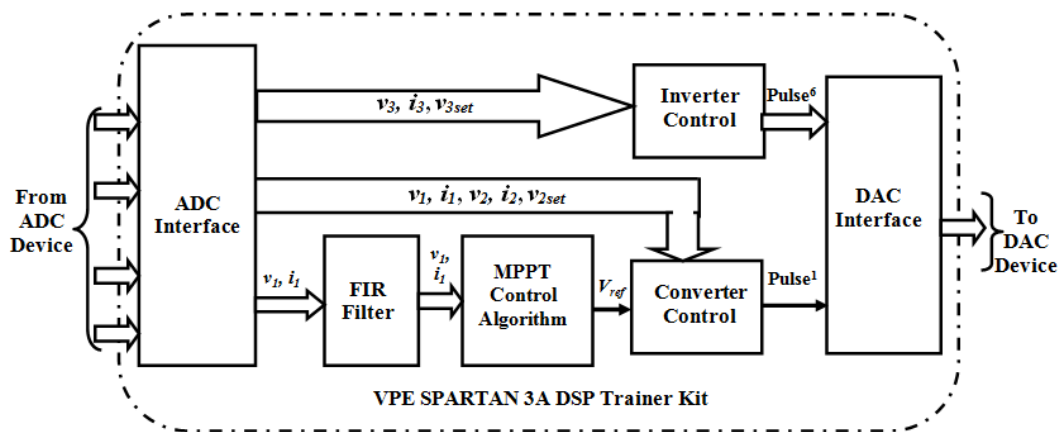 From
ADC
Device
ADC
Interface
v3, i3, v3set
Inverter
Control
Pulse⁶
v1, i1, v2, i2, v2set
v1, i1
FIR
Filter
v1,
i1
MPPT
Control
Algorithm
Vref
Converter
Control
Pulse¹
DAC
Interface
To
DAC
Device
VPE SPARTAN 3A DSP Trainer Kit